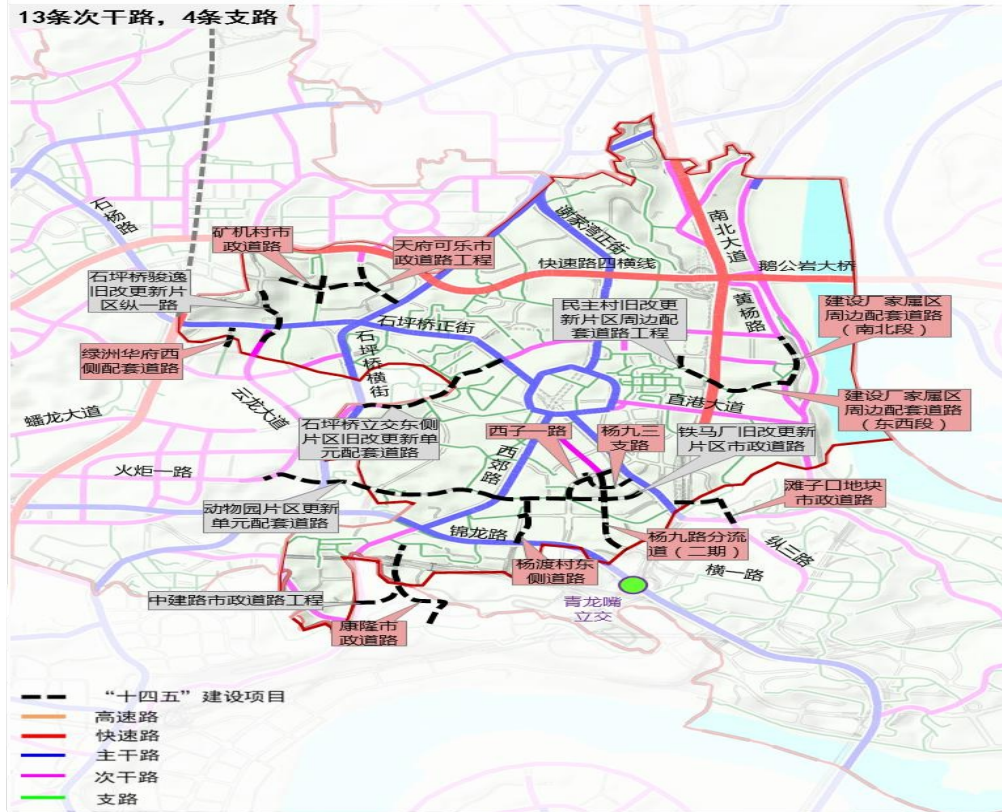 13条次干路，4条支路
石杨路
矿机村市
政道路
天府可乐市
政道路工程
谢家湾正街
南北大道
快速路四横线
鹅公岩大桥
石坪桥骏逸
旧改更新片
区纵一路
民主村旧改更
新片区周边配
套道路工程
黄杨路
建设厂家属区
周边配套道路
（南北段）
石坪桥正街
石坪桥横街
绿洲华府西
侧配套道路
云龙大道
蟠龙大道
直港大道
建设厂家属区
周边配套道路
（东西段）
石坪桥立交东侧
片区旧改更新单
元配套道路
西子一路
杨九三
支路
铁马厂旧改更新
片区市政道路
西郊路
火炬一路
滩子口地块
市政道路
动物园片区更新
单元配套道路
锦龙路
杨渡村东
侧道路
杨九路分流
道（二期）
纵三路
横一路
中建路市政道路工程
康隆市
政道路
青龙嘴
立交
“十四五”建设项目
高速路
快速路
主干路
次干路
支路